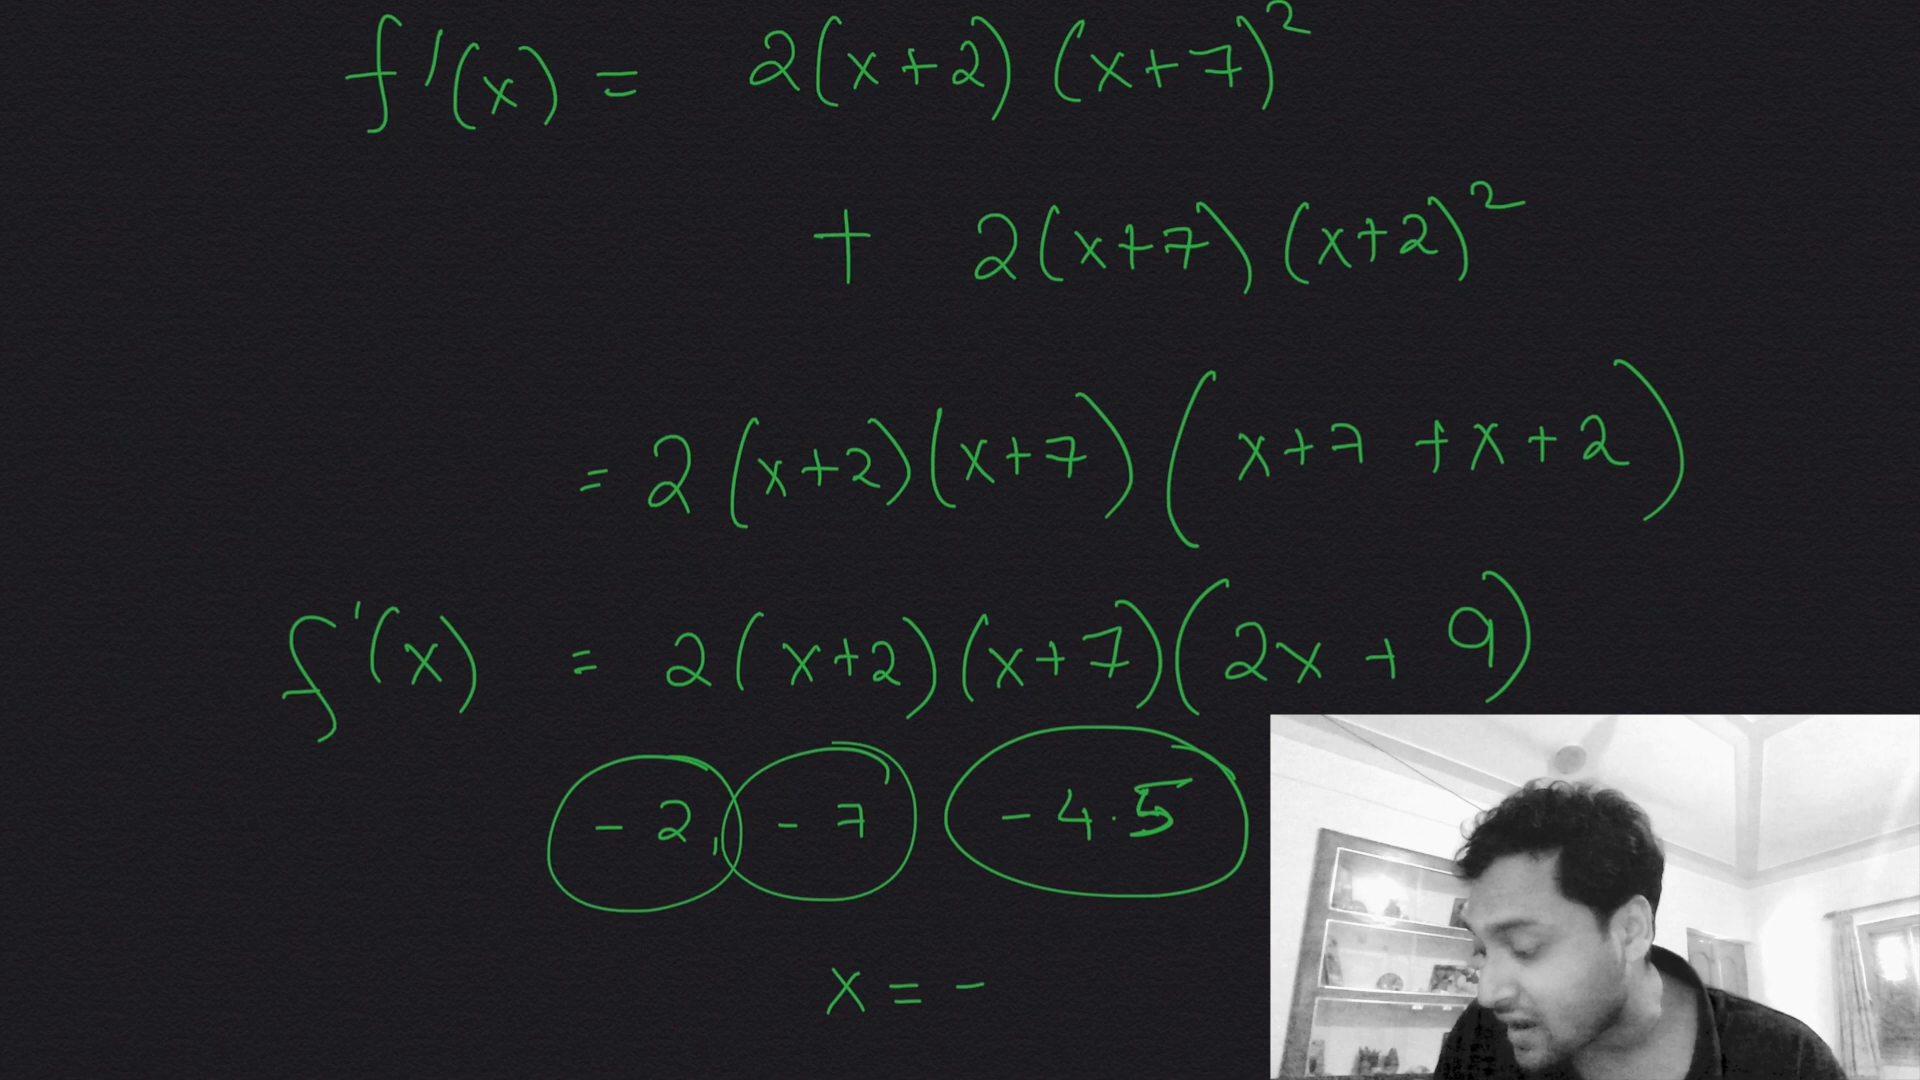 f'(x) = 2(x+2) (x+7)²
+ 2(x+7) (x+2)²
= 2 (x+2)(x+7) (x+7 +x+2)
f'(x) = 2(x+2)(x+7)(2x + 9)
-2, -7 -4.5
x = -